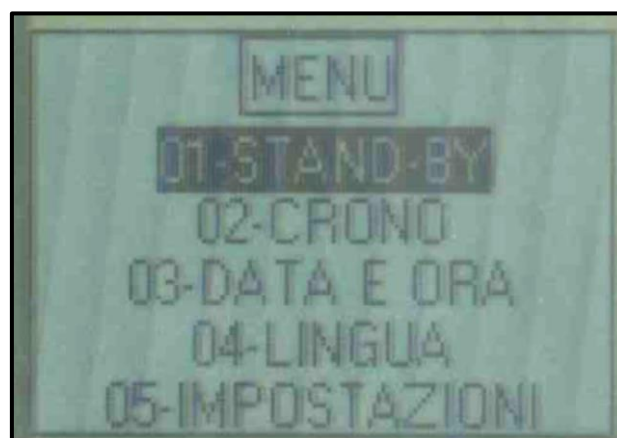 MENU
01-STAND-BY
02-CRONO
03-DATA E ORA
04-LINGUA
05-IMPOSTAZIONI